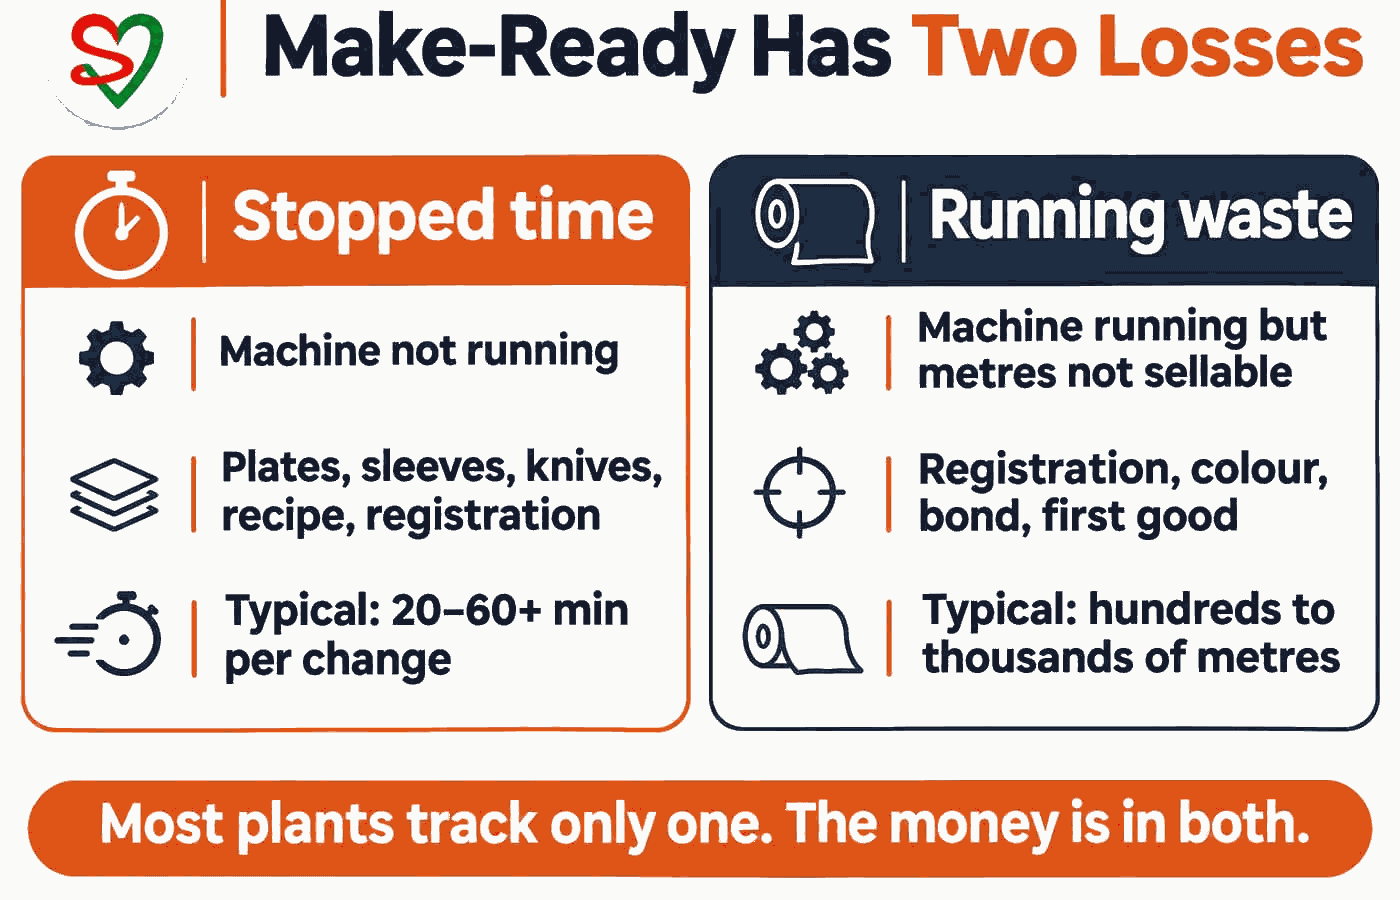 Make-Ready Has Two Losses
Stopped time
Machine not running
Plates, sleeves, knives,
recipe, registration
Typical: 20–60+ min
per change
Running waste
Machine running but
metres not sellable
Registration, colour,
bond, first good
Typical: hundreds to
thousands of metres
Most plants track only one. The money is in both.